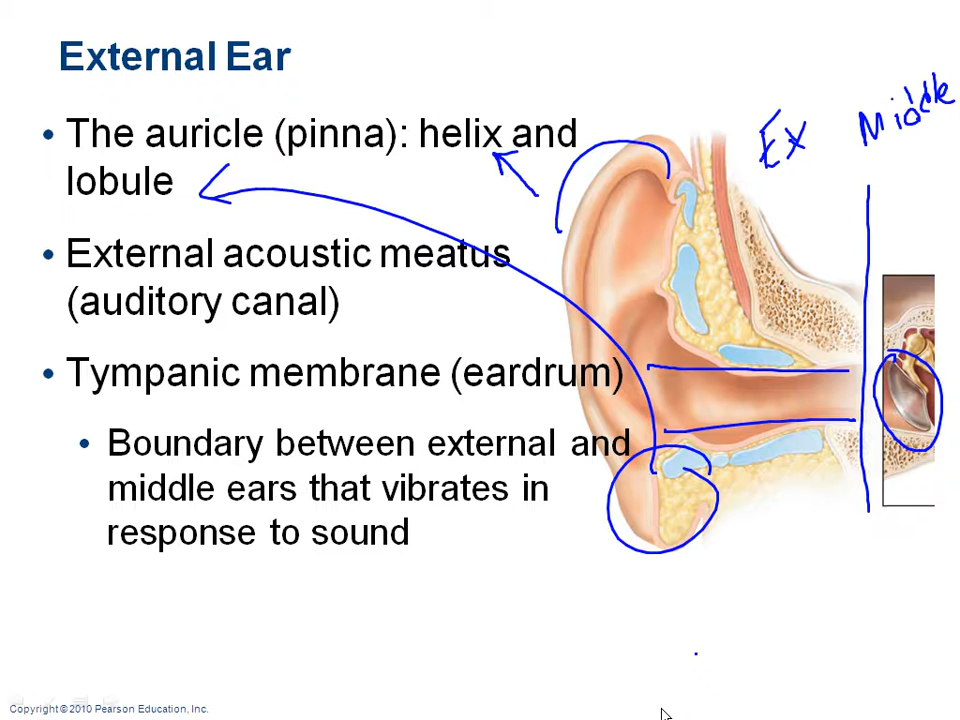 External Ear
• The auricle (pinna): helix and
lobule
• External acoustic meatus
(auditory canal)
• Tympanic membrane (eardrum)
• Boundary between external and
middle ears that vibrates in
response to sound
Ex
Middle
Copyright © 2010 Pearson Education, Inc.